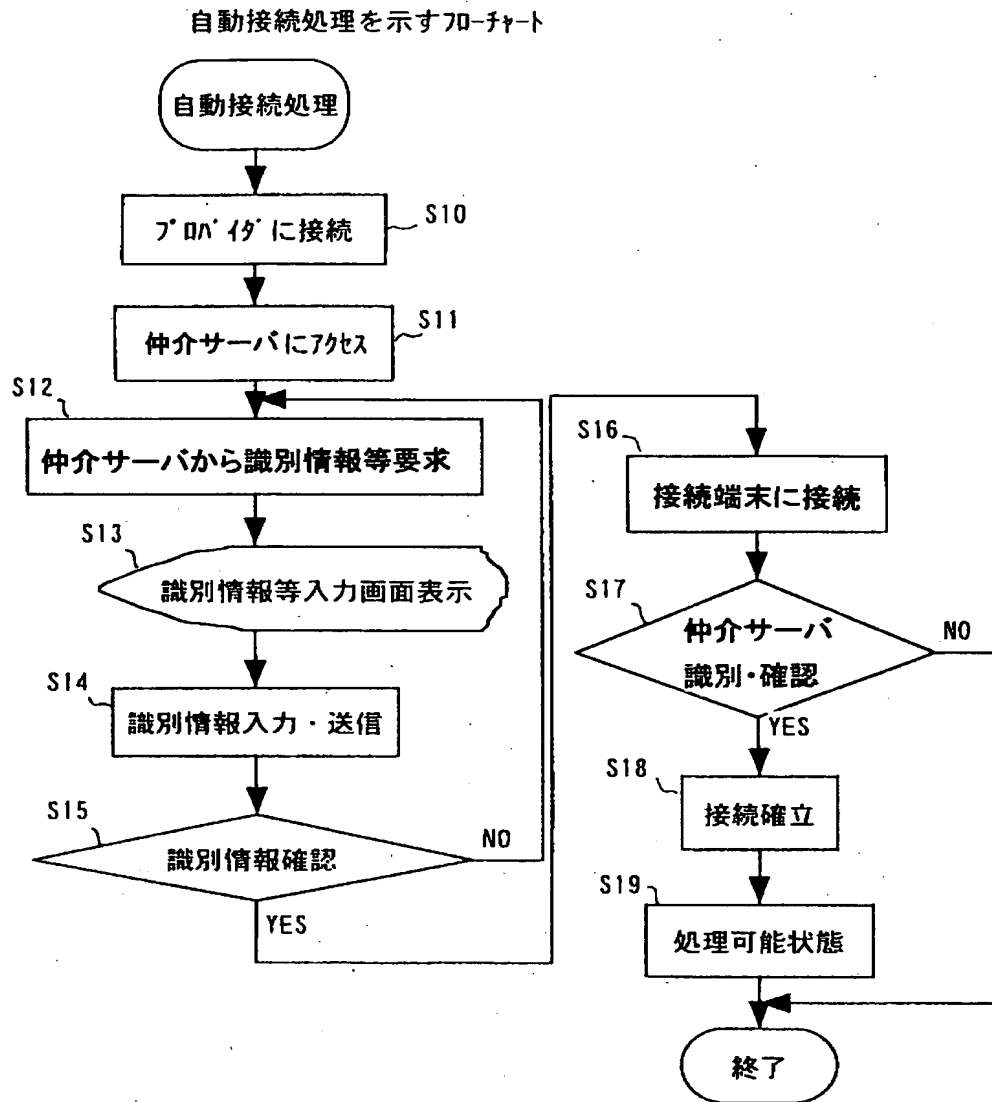 自動接続処理を示すﾌﾛｰﾁｬｰﾄ
自動接続処理
ﾌﾟﾛﾊﾞｲﾀﾞに接続
S10
仲介サーバにｱｸｾｽ
S11
S12
仲介サーバから識別情報等要求
S13
識別情報等入力画面表示
S14
識別情報入力・送信
S15
識別情報確認
NO
YES
S16
接続端末に接続
S17
仲介サーバ
識別・確認
NO
YES
S18
接続確立
S19
処理可能状態
終了